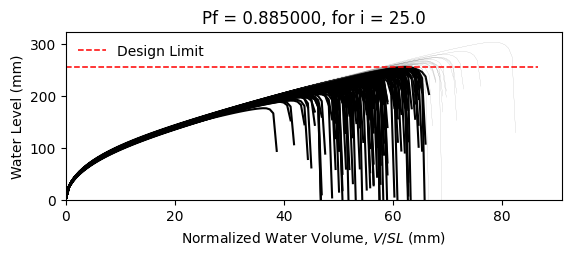 Pf = 0.885000, for i = 25.0
Design Limit
Water Level (mm)
300
200
100
0
0 20 40 60 80
Normalized Water Volume, V/SL (mm)